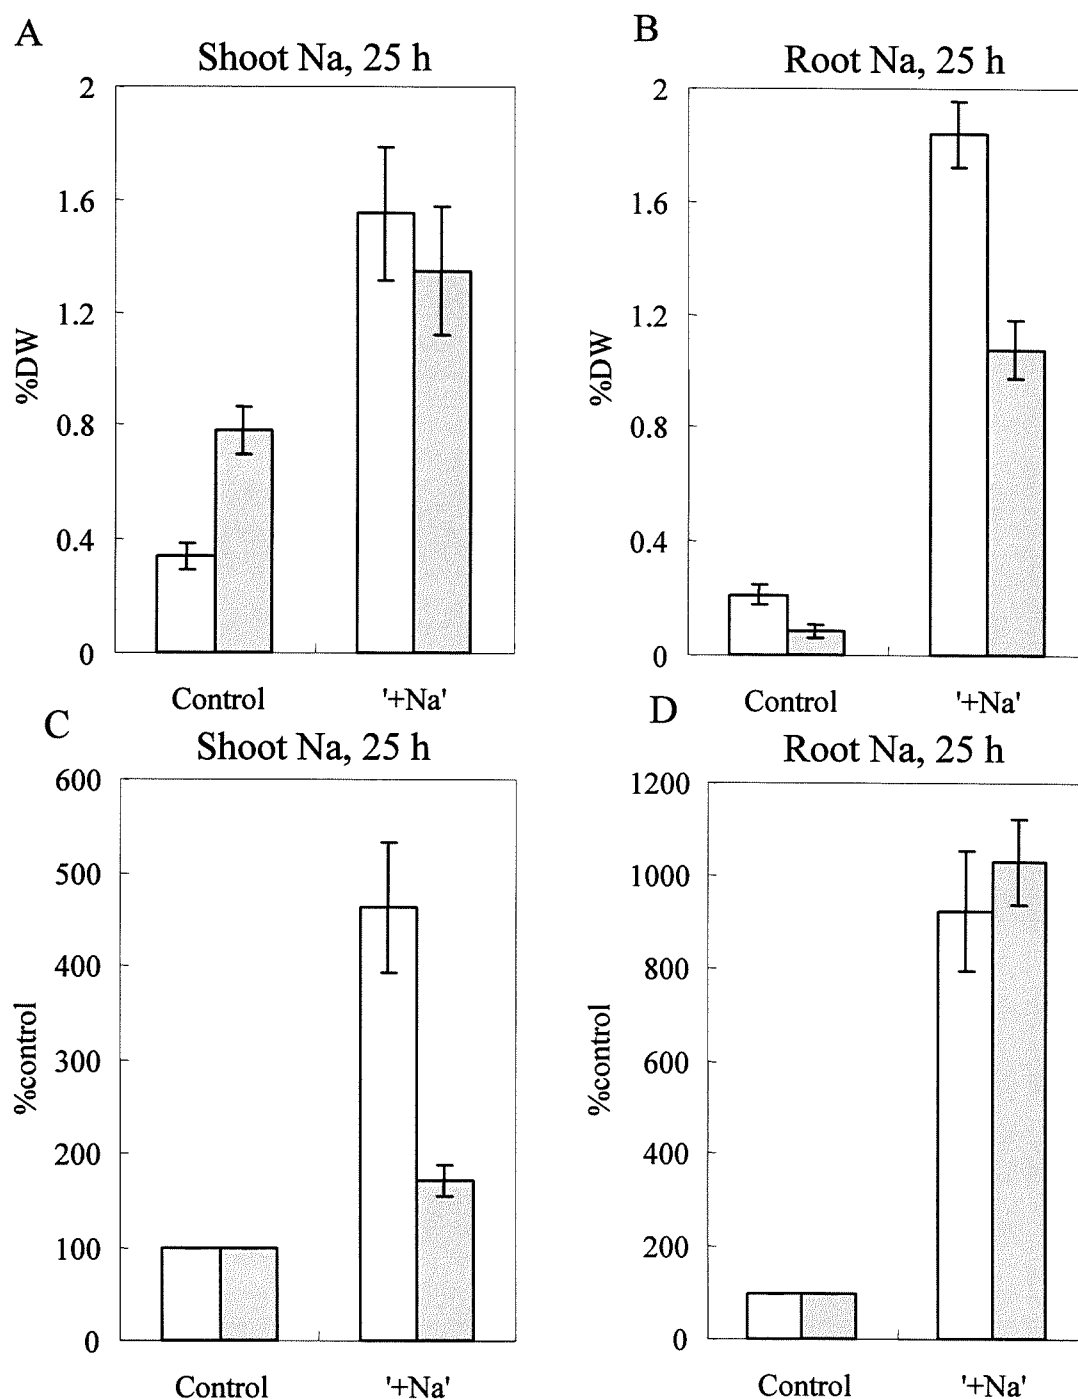 A
Shoot Na, 25 h
2
1.6
1.2
0.8
0.4
0
%DW
Control
'+Na'
B
Root Na, 25 h
2
1.6
1.2
0.8
0.4
0
%DW
Control
'+Na'
C
Shoot Na, 25 h
600
500
400
300
200
100
0
%control
Control
'+Na'
D
Root Na, 25 h
1200
1000
800
600
400
200
0
%control
Control
'+Na'